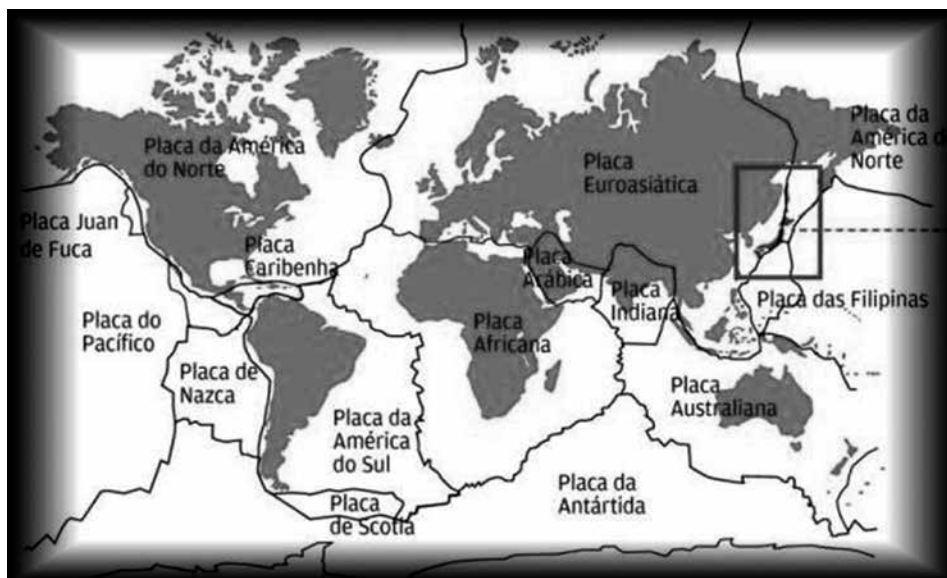 Placa da América
do Norte
Placa Juan
de Fuca
Placa
Caribenha
Placa do
Pacífico
Placa de
Nazca
Placa da
América
do Sul
Placa
de Scotia
Placa
Africana
Placa
Arábica
Placa
Indiana
Placa
Euroasiática
Placa da
América d
Norte
Placa das Filipinas
Placa
Australiana
Placa da
Antártida